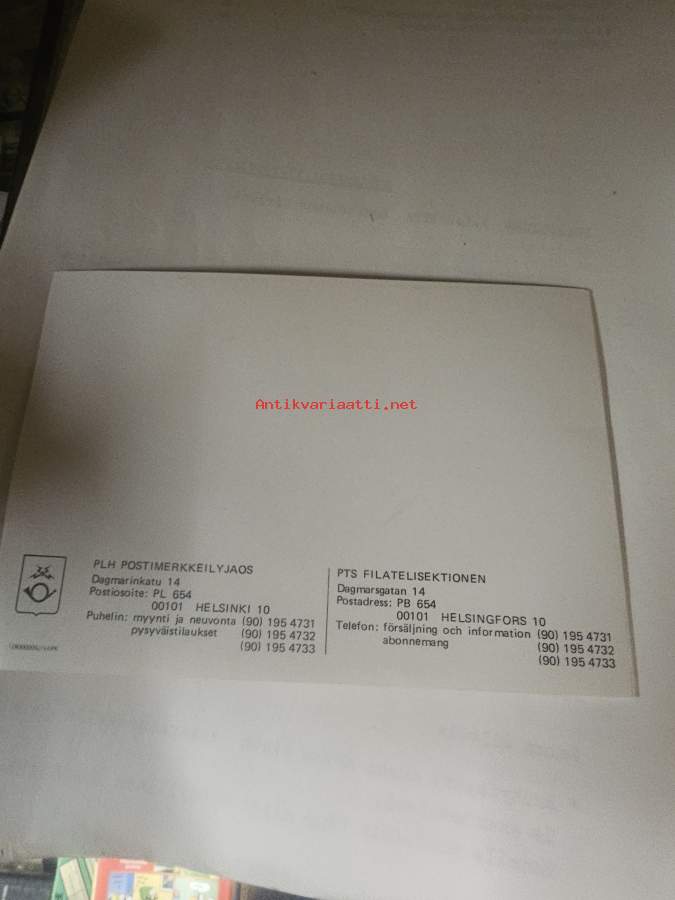 Antikvariaatti.net
PLH POSTIMERKKEILYJAOS
Dagmarinkatu 14
Postiosoite: PL 654
00101 HELSINKI 10
Puhelin: myynti ja neuvonta (90) 195 4731
pysyväistilaukset (90) 195 4732
(90) 195 4733
PTS FILATELISEKTIONEN
Dagmarsgatan 14
Postadress: PB 654
00101 HELSINGFORS 10
Telefon: försäljning och information (90) 195 4731
abonnemang (90) 195 4732
(90) 195 4733